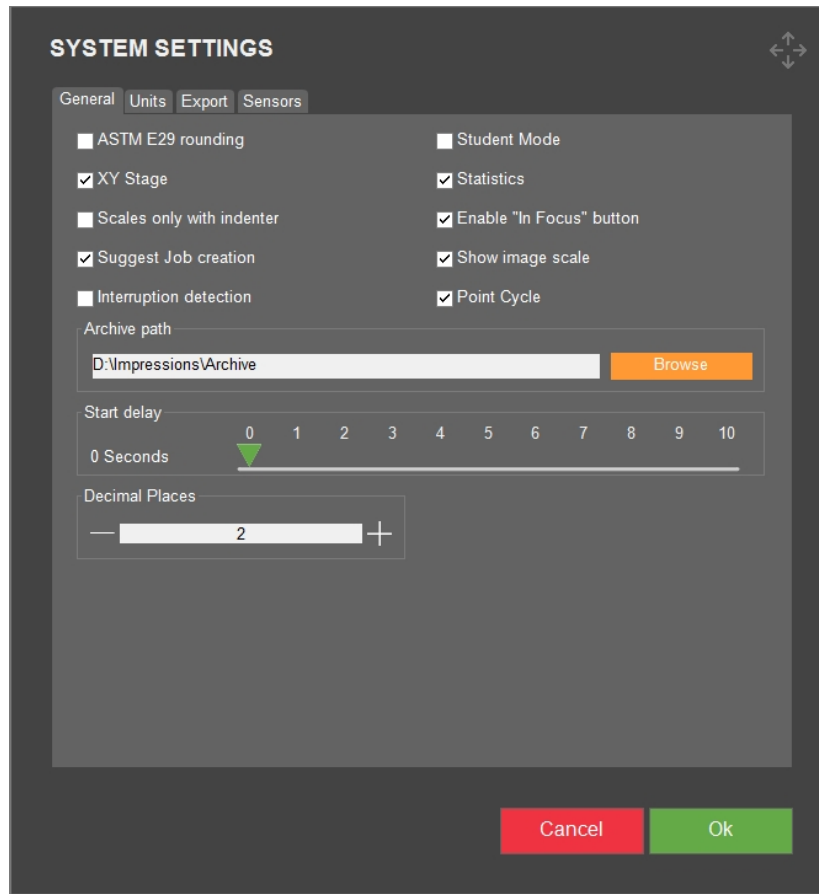 SYSTEM SETTINGS
General Units Export Sensors
ASTM E29 rounding
Student Mode
XY Stage
Statistics
Scales only with indenter
Enable "In Focus" button
Suggest Job creation
Show image scale
Interruption detection
Point Cycle
Archive path
D:\Impressions\Archive
Browse
Start delay
0 1 2 3 4 5 6 7 8 9 10
0 Seconds
Decimal Places
2
Cancel Ok